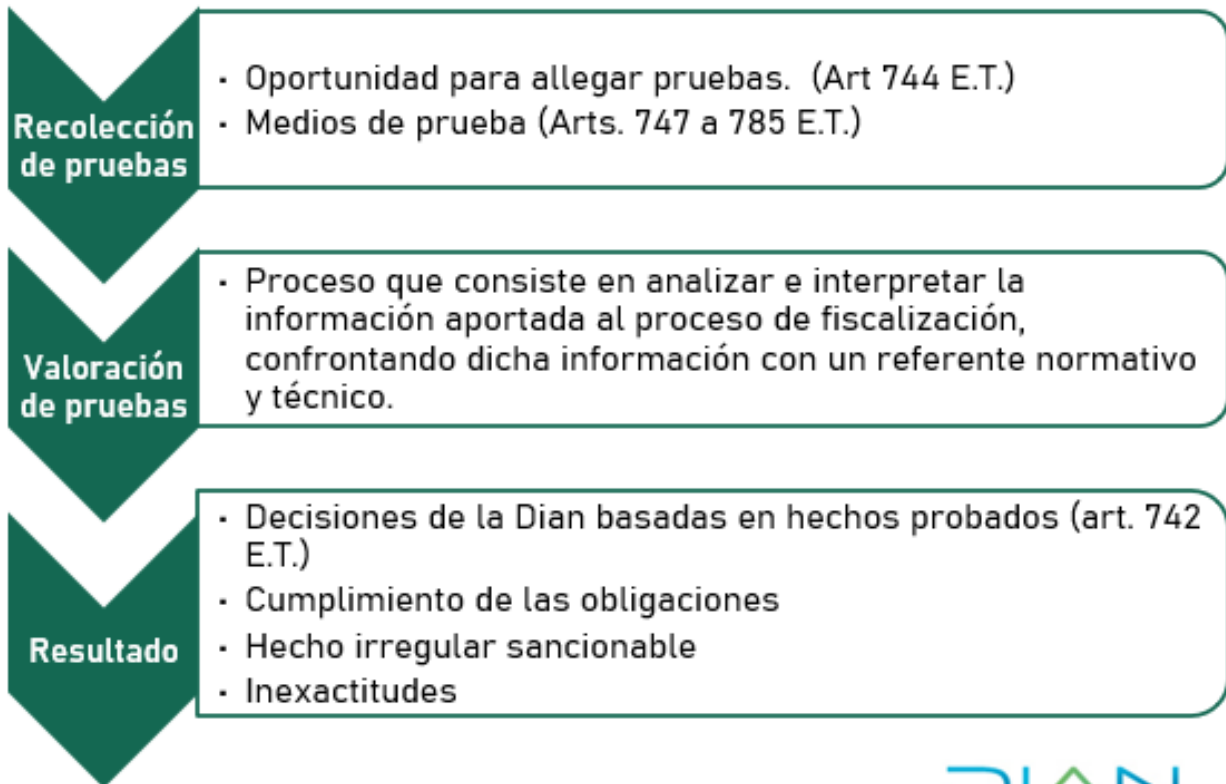 Recolección
de pruebas
· Oportunidad para allegar pruebas.  (Art 744 E.T.)
· Medios de prueba (Arts. 747 a 785 E.T.)
Valoración
de pruebas
· Proceso que consiste en analizar e interpretar la
información aportada al proceso de fiscalización,
confrontando dicha información con un referente normativo
y técnico.
Resultado
· Decisiones de la Dian basadas en hechos probados (art. 742
E.T.)
· Cumplimiento de las obligaciones
· Hecho irregular sancionable
· Inexactitudes
DIAN